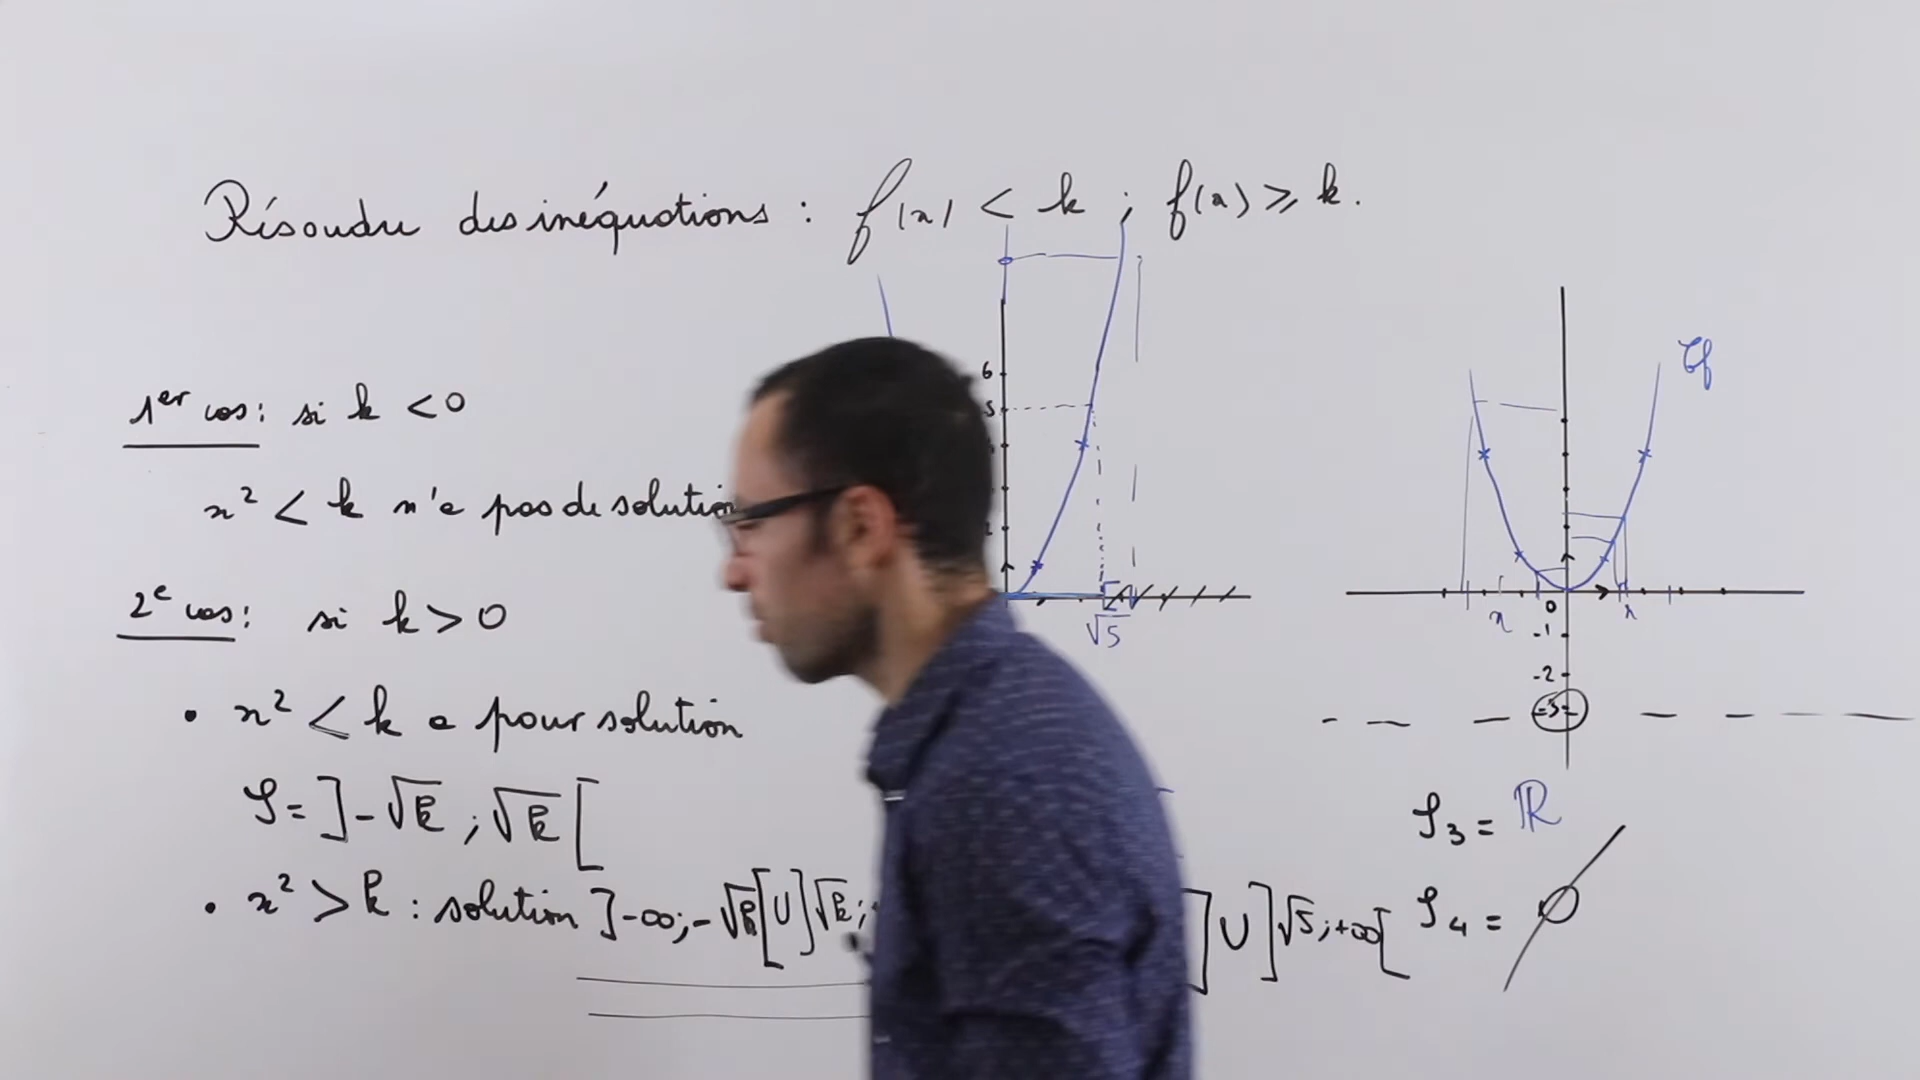 Résoudre des inéquations : f(x) < k ; f(x) ⩾ k.
1er cas : si k < 0
x² < k n'a pas de solution
2e cas : si k > 0
• x² < k a pour solution
S = ]-√k ; √k[
• x² > k : solution ]-∞ ; -√k[ U ]√k ;
6
5
2
√5
] U ]√5 ; +∞[
Cf
0
x
x
-1
-2
-3
S3 = ℝ
S4 = Ø